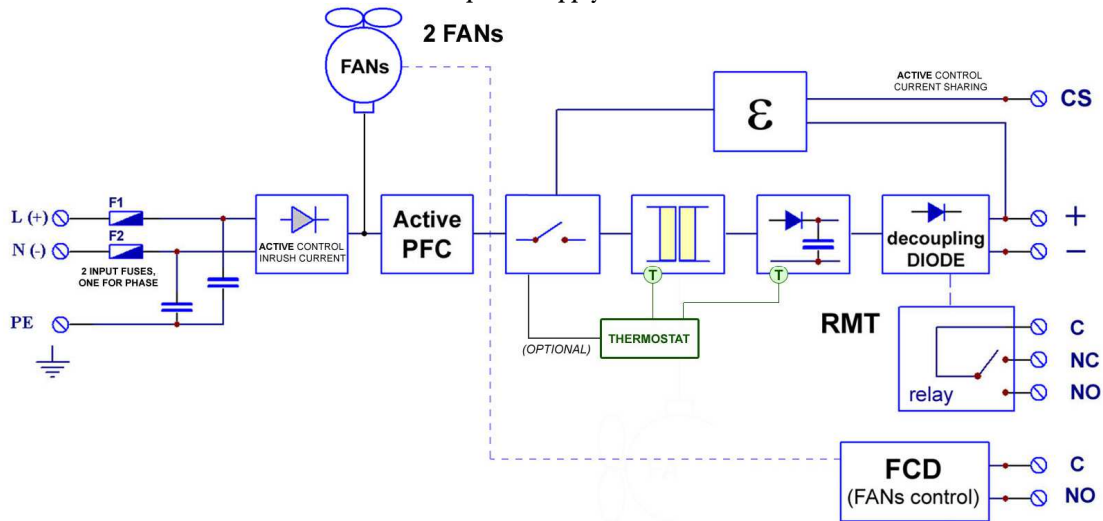 2 FANs
FANs
ACTIVE CONTROL
CURRENT SHARING
CS
ε
L (+)
F1
N (-)
F2
2 INPUT FUSES,
ONE FOR PHASE
PE
ACTIVE CONTROL
INRUSH CURRENT
Active
PFC
T
T
THERMOSTAT
(OPTIONAL)
decoupling
DIODE
+
−
RMT
relay
C
NC
NO
FCD
(FANs control)
C
NO